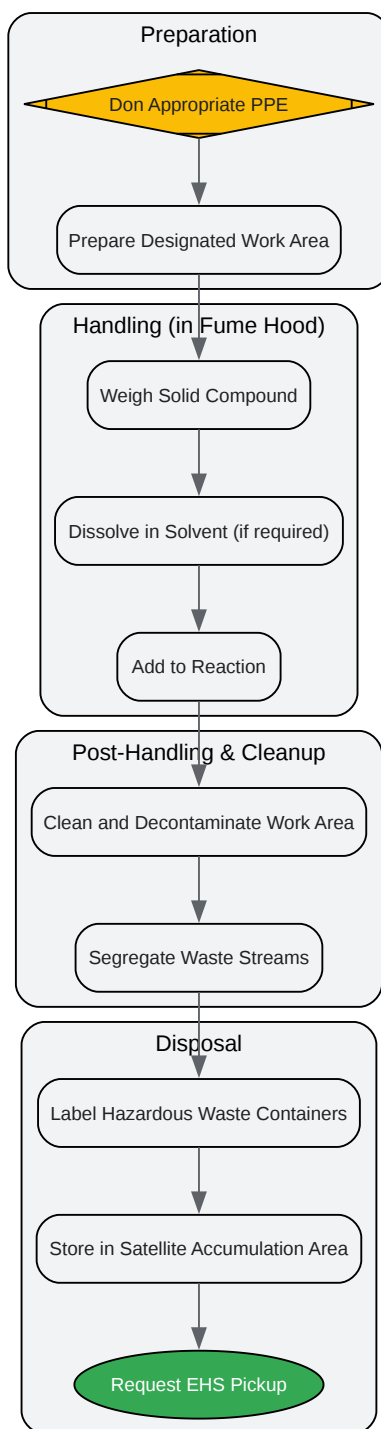 Preparation
Don Appropriate PPE
Prepare Designated Work Area
Handling (in Fume Hood)
Weigh Solid Compound
Dissolve in Solvent (if required)
Add to Reaction
Post-Handling & Cleanup
Clean and Decontaminate Work Area
Segregate Waste Streams
Disposal
Label Hazardous Waste Containers
Store in Satellite Accumulation Area
Request EHS Pickup